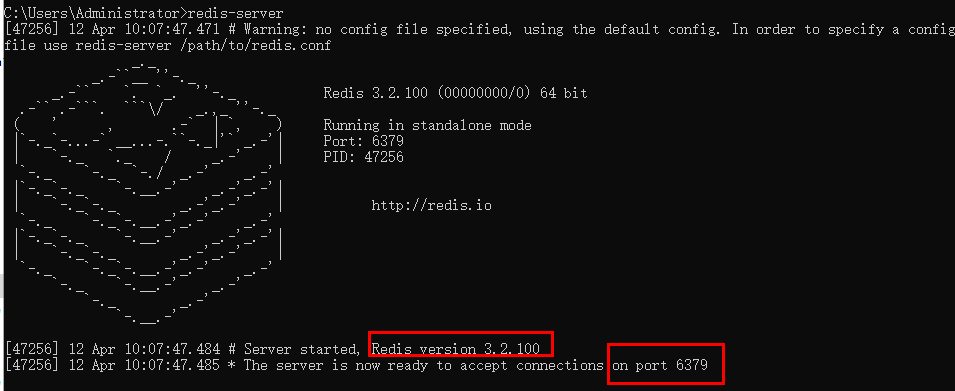 C:\Users\Administrator>redis-server
[47256] 12 Apr 10:07:47.471 # Warning: no config file specified, using the default config. In order to specify a config
file use redis-server /path/to/redis.conf
Redis 3.2.100 (00000000/0) 64 bit
Running in standalone mode
Port: 6379
PID: 47256
http://redis.io
[47256] 12 Apr 10:07:47.484 # Server started, Redis version 3.2.100
[47256] 12 Apr 10:07:47.485 * The server is now ready to accept connections on port 6379